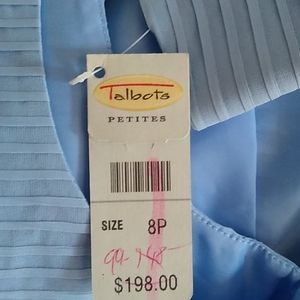 Talbots
PETITES
SIZE 8P
$198.00